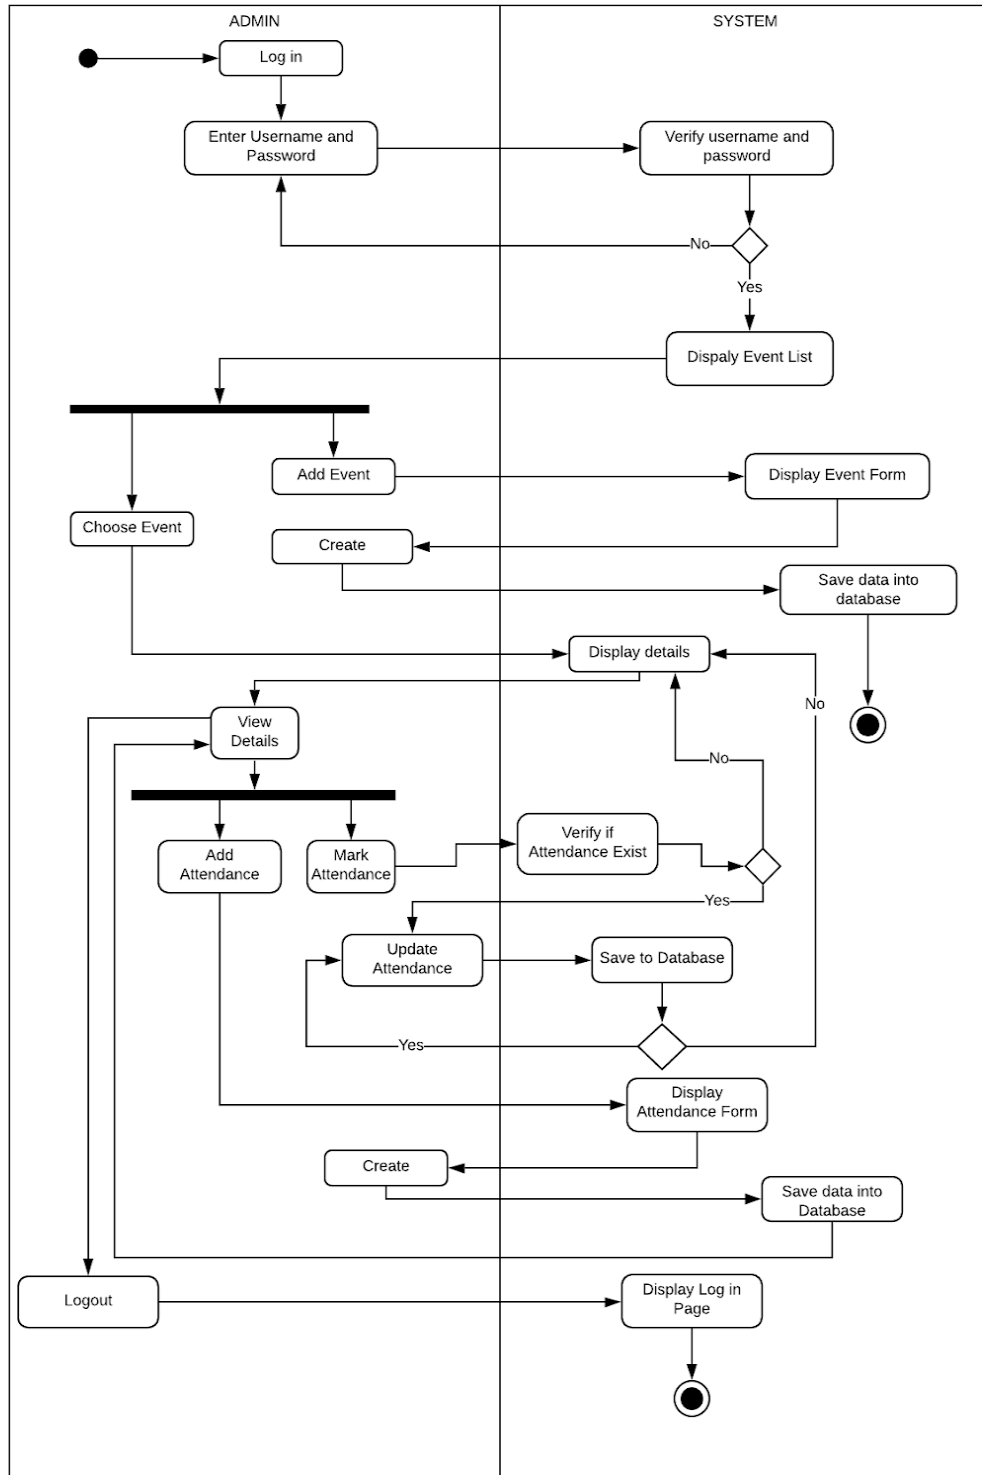 ADMIN
SYSTEM
Log in
Enter Username and
Password
Verify username and
password
No
Yes
Dispaly Event List
Add Event
Display Event Form
Choose Event
Create
Save data into
database
Display details
No
View
Details
No
Add
Attendance
Mark
Attendance
Verify if
Attendance Exist
Yes
Update
Attendance
Save to Database
Yes
Display
Attendance Form
Create
Save data into
Database
Logout
Display Log in
Page